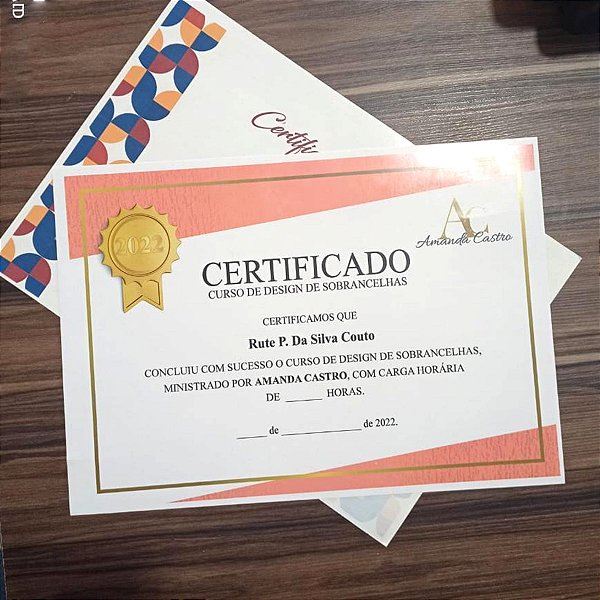 Certifi
2022
AC
Amanda Castro
CERTIFICADO
CURSO DE DESIGN DE SOBRANCELHAS
CERTIFICAMOS QUE
Rute P. Da Silva Couto
CONCLUIU COM SUCESSO O CURSO DE DESIGN DE SOBRANCELHAS,
MINISTRADO POR AMANDA CASTRO, COM CARGA HORÁRIA
DE ______ HORAS.
_____ de ______________ de 2022.